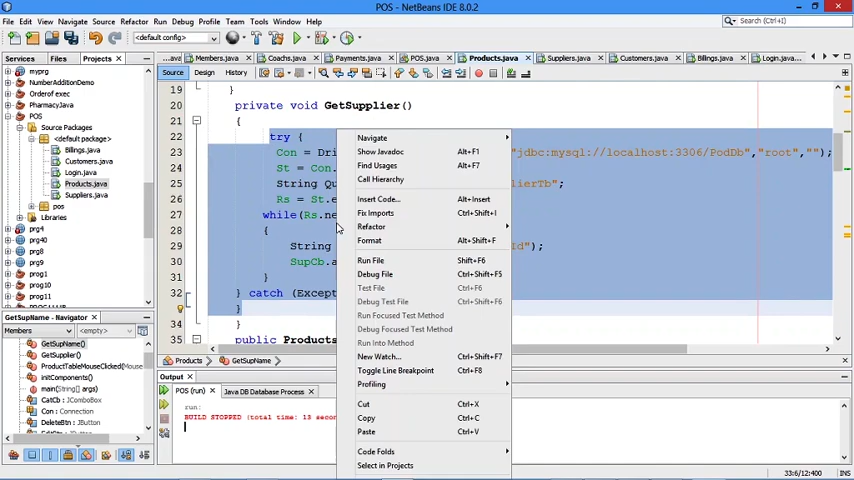 POS - NetBeans IDE 8.0.2
File Edit View Navigate Source Refactor Run Debug Profile Team Tools Window Help
Search (Ctrl+I)
<default config>
Services Files Projects
...ava Members.java Coachs.java Payments.java POS.java Products.java Suppliers.java Customers.java Billings.java Login.java
Source Design History
myprg
NumberAdditionDemo
Orderof exec
PharmacyJava
POS
Source Packages
<default package>
Billings.java
Customers.java
Login.java
Products.java
Suppliers.java
pos
Libraries
prg4
prg40
prg8
prg9
prog1
prog10
prog11
19 }
20 private void GetSupplier()
21 {
22 try {
23 Con = Dri "jdbc:mysql://localhost:3306/PodDb","root","");
24 St = Con.
25 String Qu lierTb";
26 Rs = St.e
27 while(Rs.ne
28 {
29 String d");
30 SupCb.a
31 }
32 } catch (Except
}
34 }
35 public Produc
Navigate
Show Javadoc Alt+F1
Find Usages Alt+F7
Call Hierarchy
Insert Code... Alt+Insert
Fix Imports Ctrl+Shift+I
Refactor
Format Alt+Shift+F
Run File Shift+F6
Debug File Ctrl+Shift+F5
Test File Ctrl+F6
Debug Test File Ctrl+Shift+F6
Run Focused Test Method
Debug Focused Test Method
Run Into Method
New Watch... Ctrl+Shift+F7
Toggle Line Breakpoint Ctrl+F8
Profiling
Cut Ctrl+X
Copy Ctrl+C
Paste Ctrl+V
Code Folds
Select in Projects
GetSupName() - Navigator
Members <empty>
GetSupName()
GetSupplier()
ProductTableMouseClicked(Mouse
initComponents()
main(String[] args)
CatCb : JComboBox
Con : Connection
DeleteBtn : JButton
Products GetSupName
Output
POS (run) Java DB Database Process
run:
BUILD STOPPED (total time: 13 secon
33:6/12:400 INS